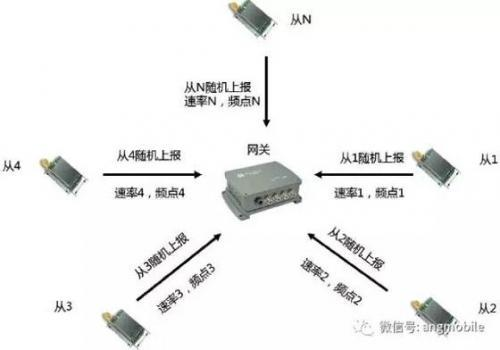 从N
从N随机上报
速率N，频点N
网关
从4
从4随机上报
速率4，频点4
从1随机上报
从1
速率1，频点1
从3随机上报
速率3，频点3
从3
从2随机上报
速率2，频点2
从2
微信号: angmobile